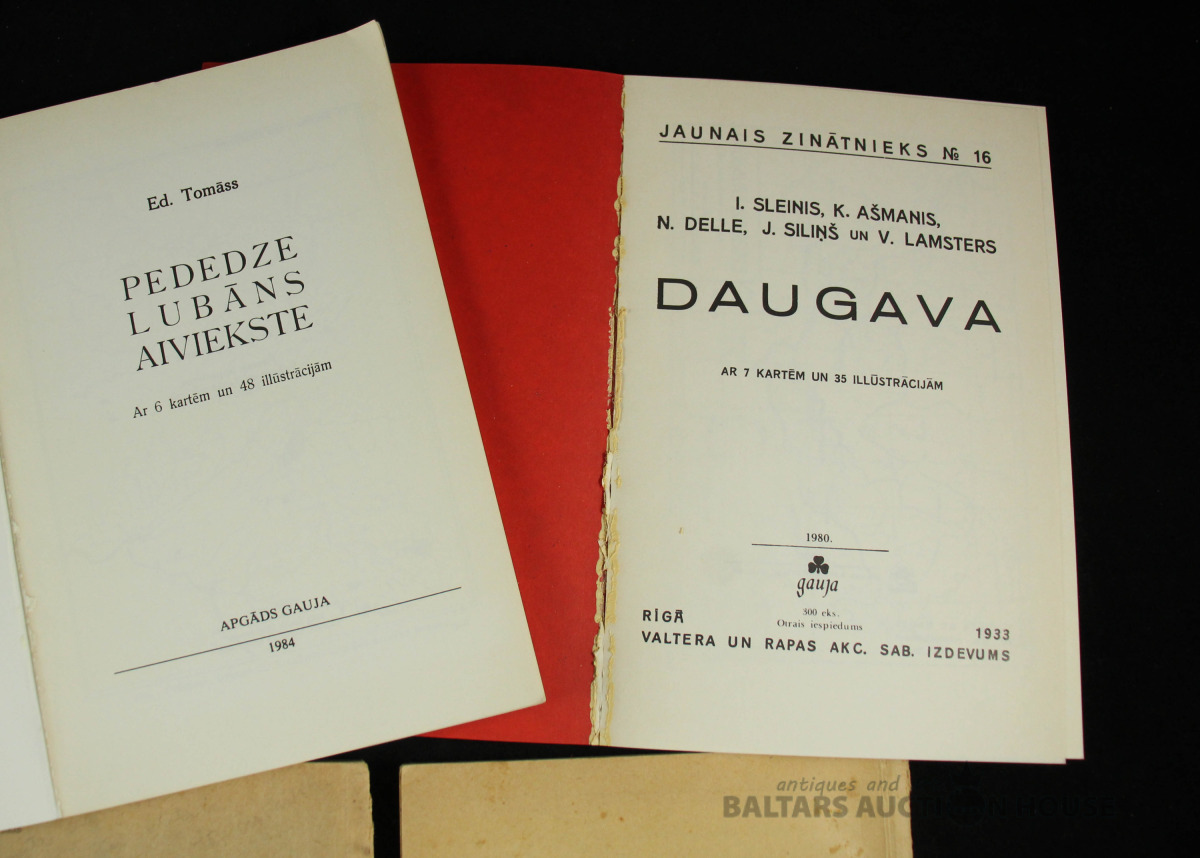 Ed. Tomāss
PEDEDZE
LUBĀNS
AIVIEKSTE
Ar 6 kartēm un 48 illūstrācijām
APGĀDS GAUJA
1984
JAUNAIS ZINĀTNIEKS № 16
I. SLEINIS, K. AŠMANIS,
N. DELLE, J. SILIŅŠ UN V. LAMSTERS
DAUGAVA
AR 7 KARTĒM UN 35 ILLŪSTRĀCIJĀM
1980.
gauja
300 eks.
Otrais iespiedums
RĪGĀ 1933
VALTERA UN RAPAS AKC. SAB. IZDEVUMS
antiques and
BALTARS AUCTION HOUSE